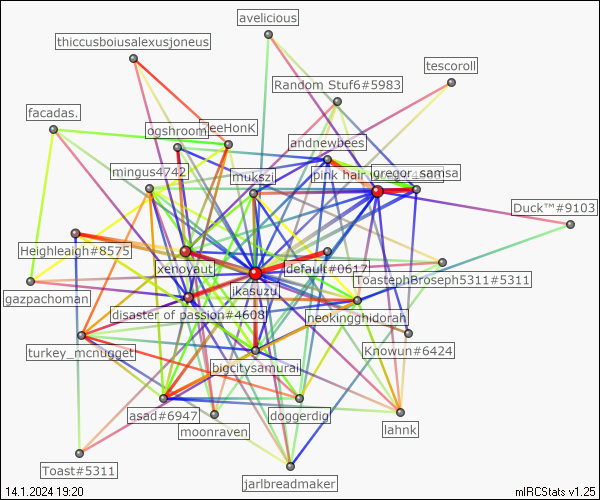 avelicious
thiccusboiusalexusjoneus
tescoroll
Random Stuf6#5983
facadas.
ogshroom
eeHonK
andnewbees
mingus4742
mukszi
pink hair
gregor_samsa
Duck™#9103
Heighleaigh#8575
xenoyaut
default#0617
ToastephBroseph5311#5311
gazpachoman
ikasuzu
disaster of passion#4608
neokingghidorah
turkey_mcnugget
bigcitysamurai
Knowun#6424
asad#6947
doggerdig
lahnk
moonraven
Toast#5311
jarlbreadmaker
14.1.2024 19:20
mIRCStats v1.25